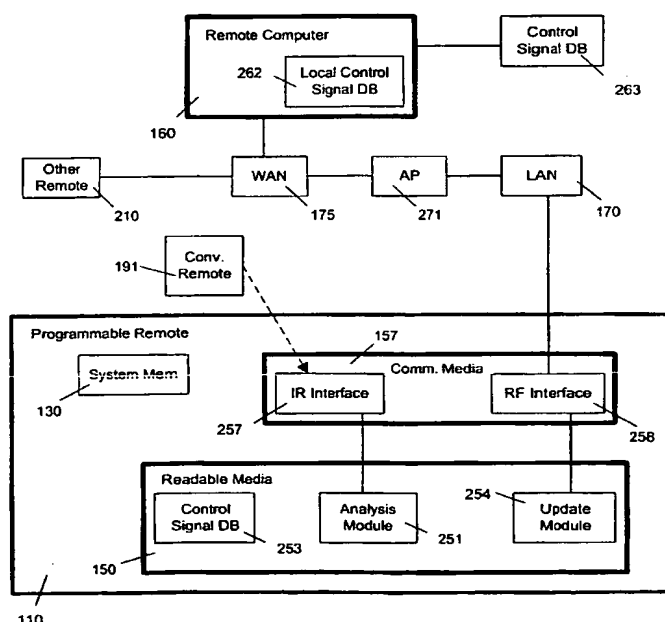 Remote Computer
262
Local Control
Signal DB
160
Control
Signal DB
263
Other
Remote
210
WAN
175
AP
271
LAN
170
Conv.
Remote
191
Programmable Remote
System Mem
130
157
Comm. Media
IR Interface
257
RF Interface
258
Readable Media
Control
Signal DB
253
150
Analysis
Module
251
254
Update
Module
110